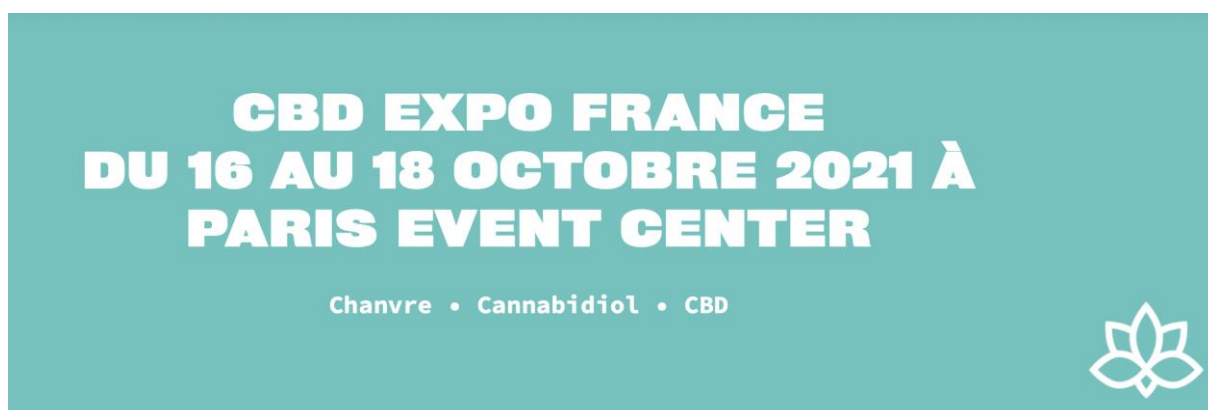 CBD EXPO FRANCE
DU 16 AU 18 OCTOBRE 2021 À
PARIS EVENT CENTER
Chanvre • Cannabidiol • CBD